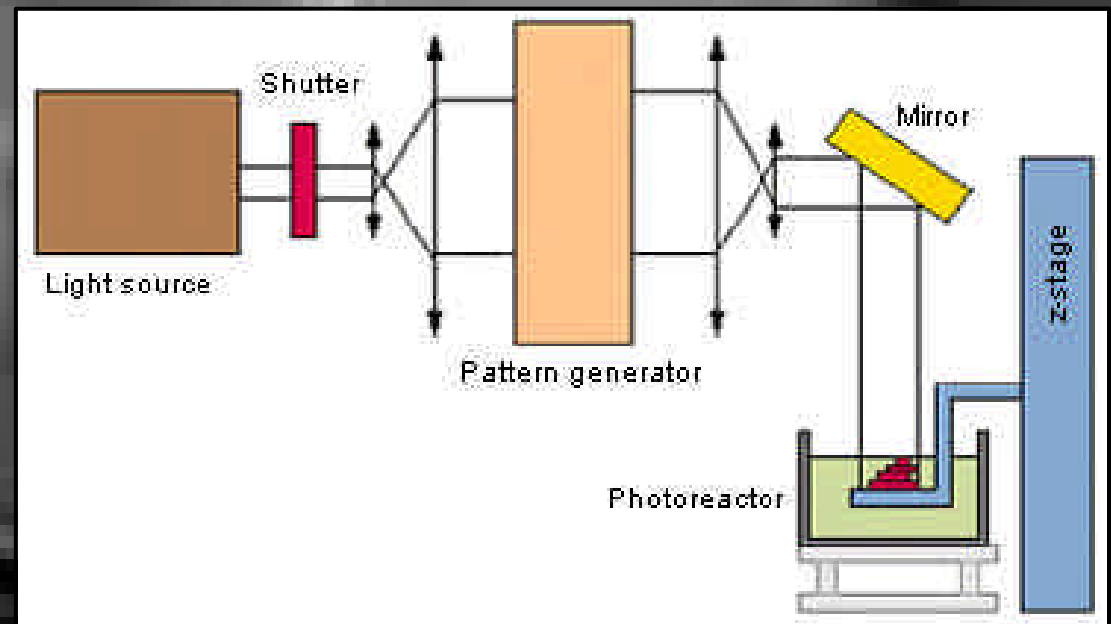 Shutter
Mirror
Light source
z-stage
Pattern generator
Photoreactor